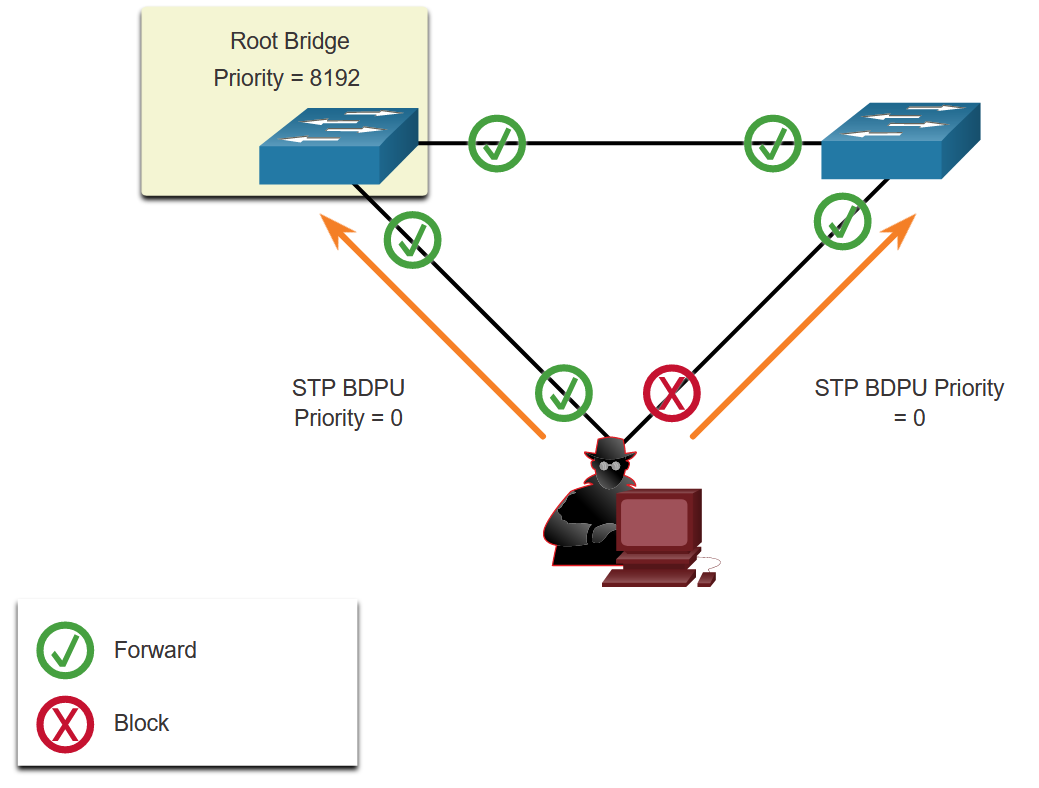 Root Bridge
Priority = 8192
STP BDPU
Priority = 0
STP BDPU Priority
= 0
Forward
X Block